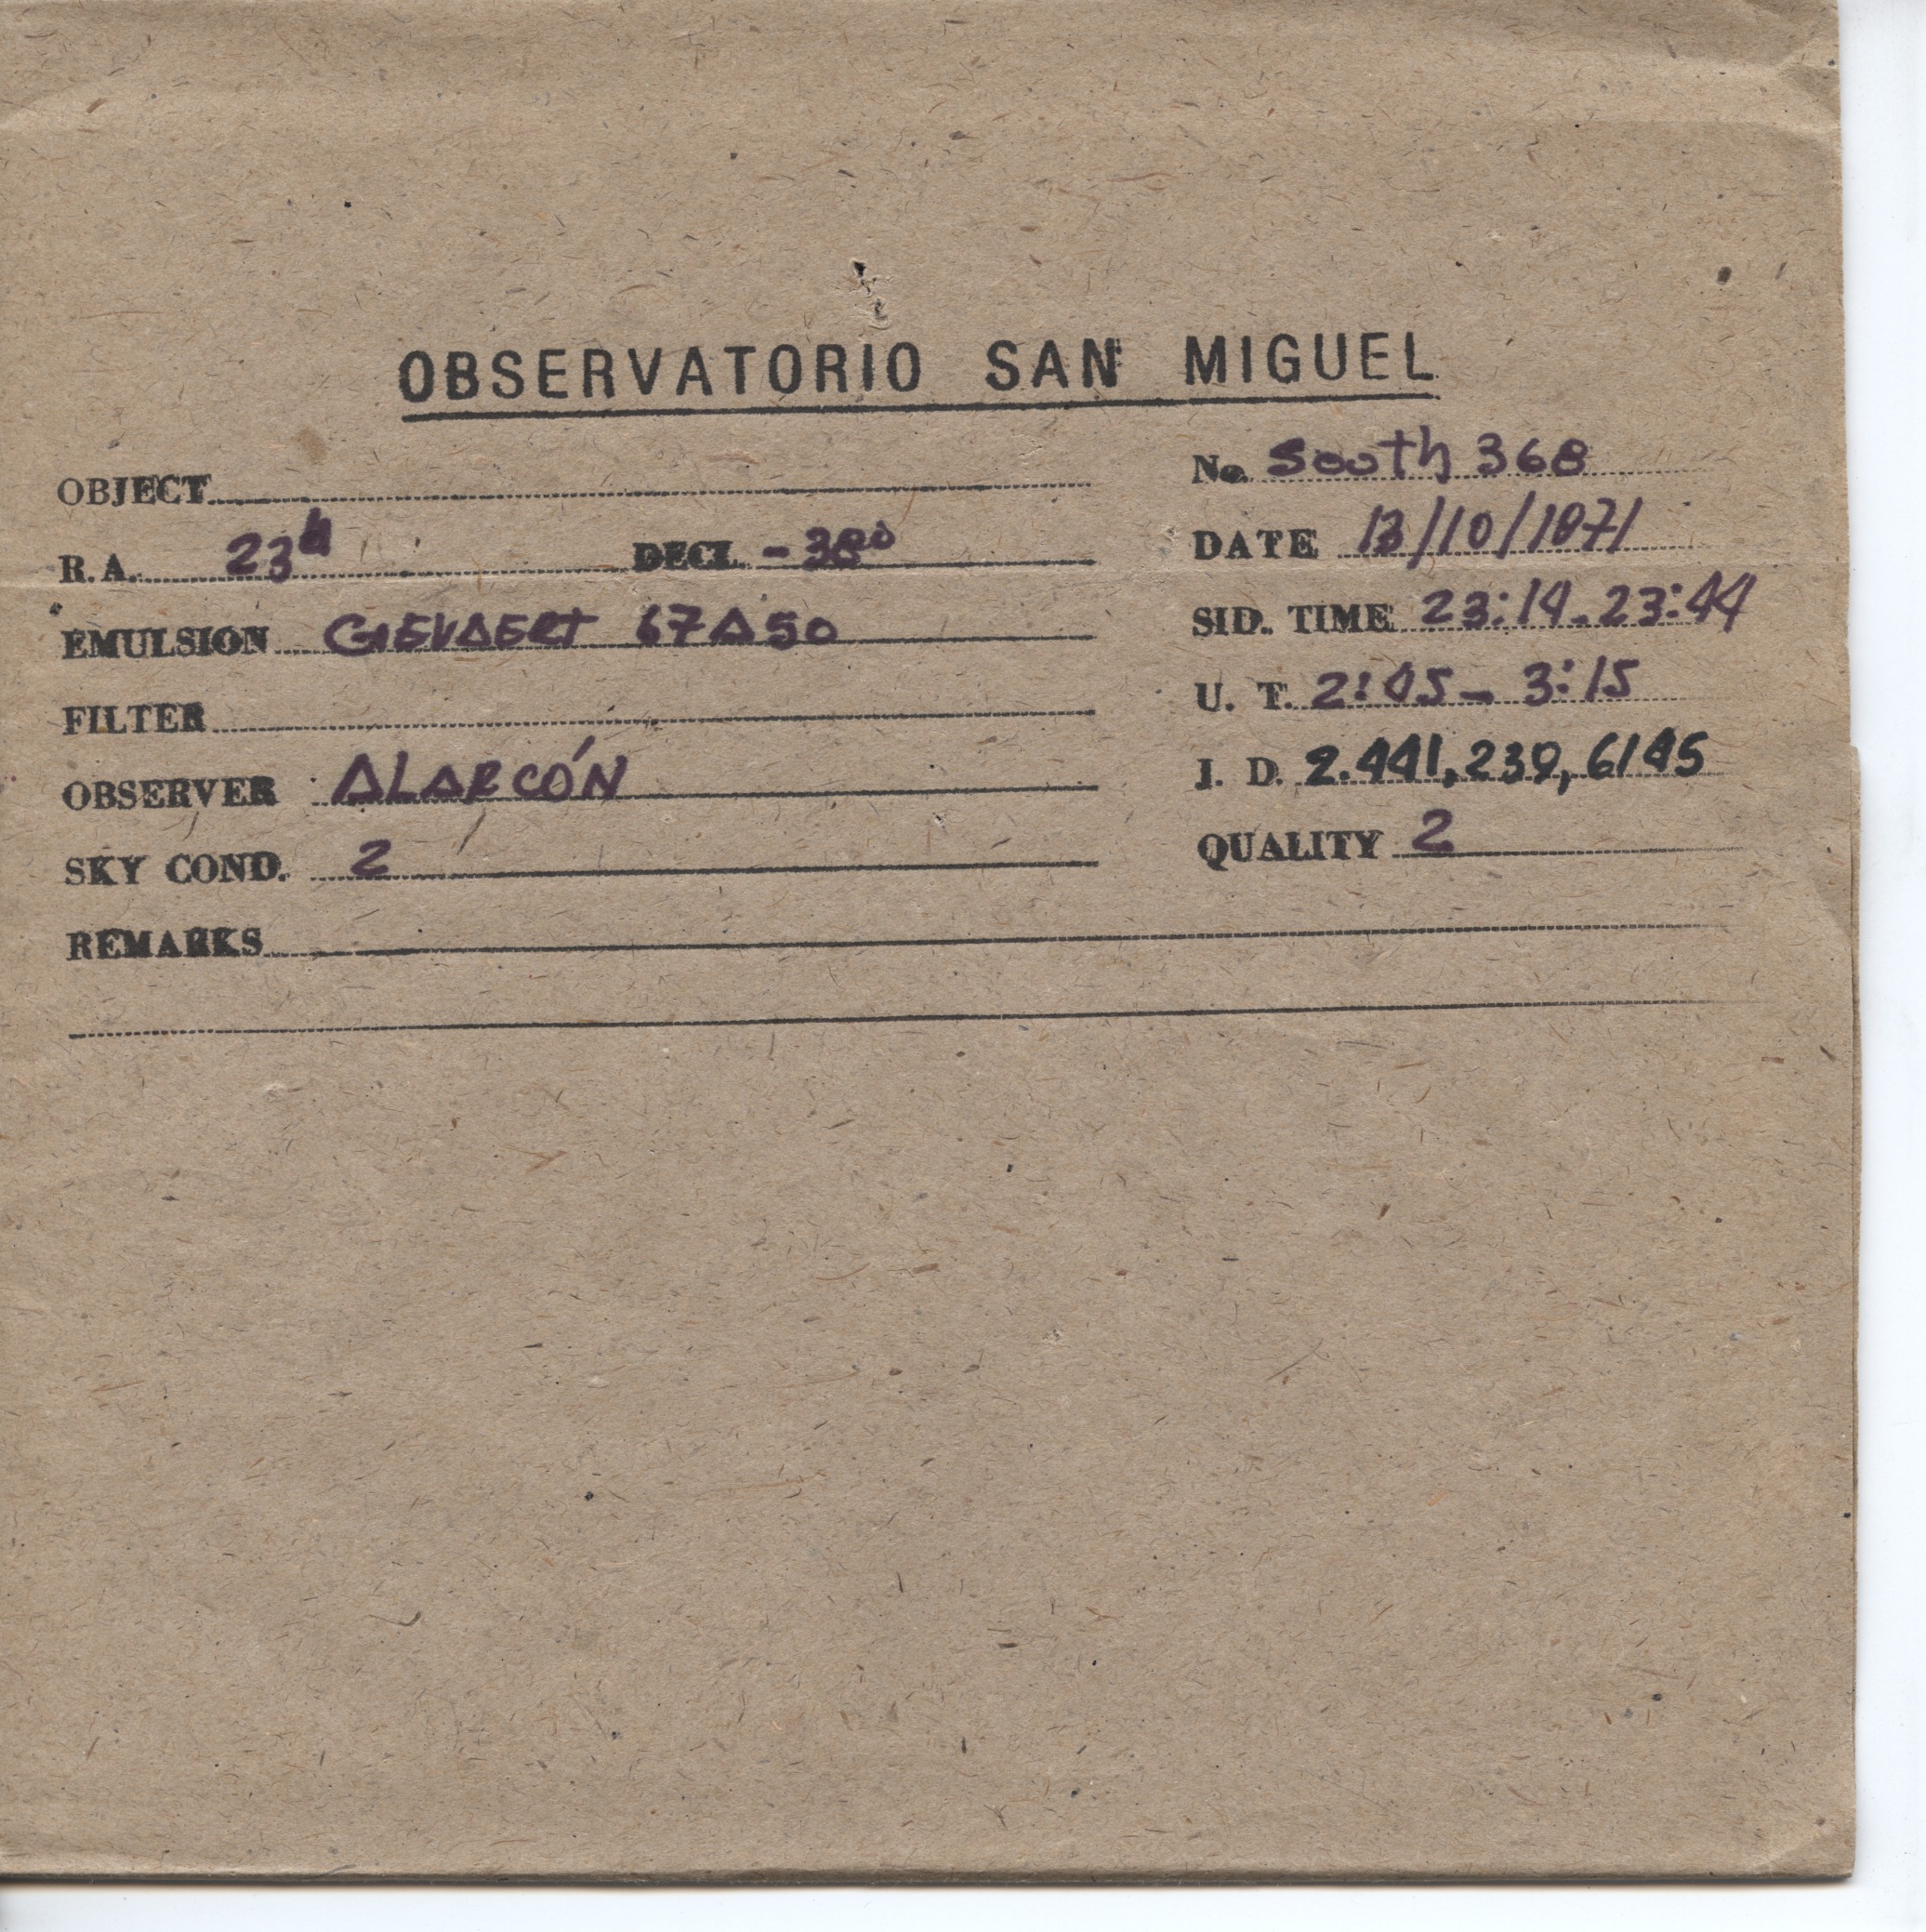 OBSERVATORIO SAN MIGUEL
OBJECT No. South 368
R.A. 23h DECL. -38° DATE 13/10/1971
EMULSION GEVAERT 67A50 SID. TIME 23:14-23:44
FILTER U. T. 2:45 - 3:15
OBSERVER ALARCÓN J. D. 2.441,239,6145
SKY COND. 2 QUALITY 2
REMARKS